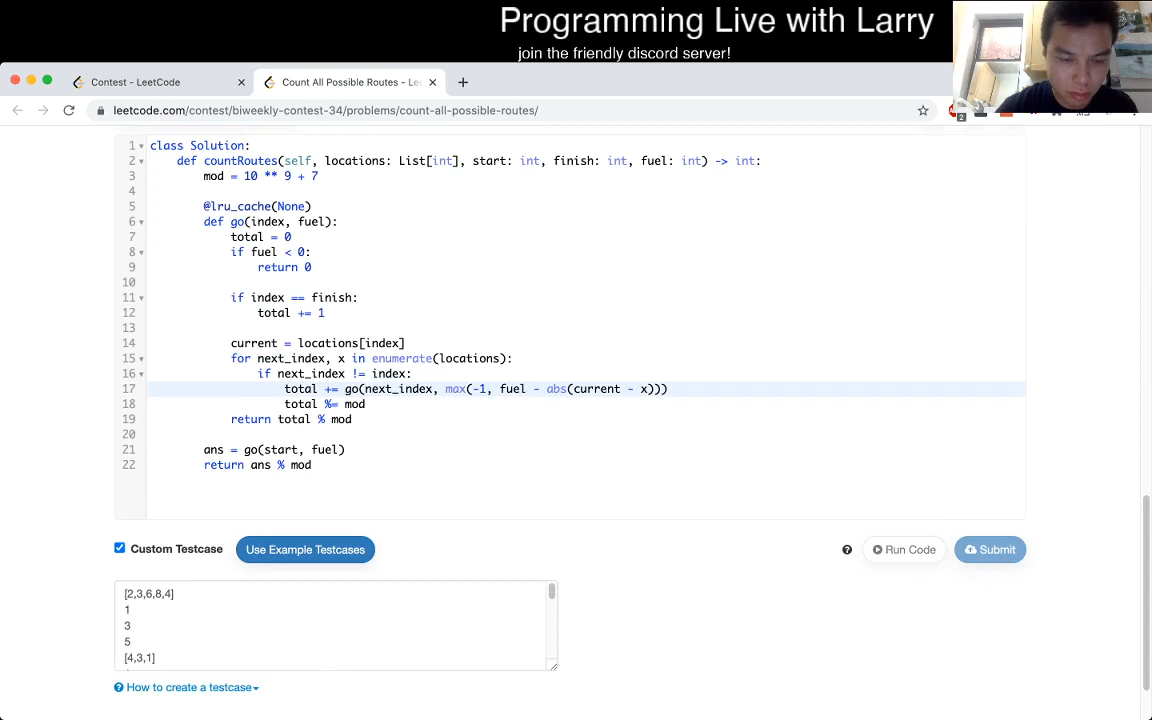 Programming Live with Larry
join the friendly discord server!
Contest - LeetCode
Count All Possible Routes - Le
leetcode.com/contest/biweekly-contest-34/problems/count-all-possible-routes/
2
1 class Solution:
2 def countRoutes(self, locations: List[int], start: int, finish: int, fuel: int) -> int:
3 mod = 10 ** 9 + 7
4
5 @lru_cache(None)
6 def go(index, fuel):
7 total = 0
8 if fuel < 0:
9 return 0
10
11 if index == finish:
12 total += 1
13
14 current = locations[index]
15 for next_index, x in enumerate(locations):
16 if next_index != index:
17 total += go(next_index, max(-1, fuel - abs(current - x)))
18 total %= mod
19 return total % mod
20
21 ans = go(start, fuel)
22 return ans % mod
Custom Testcase
Use Example Testcases
? Run Code
Submit
[2,3,6,8,4]
1
3
5
[4,3,1]
? How to create a testcase